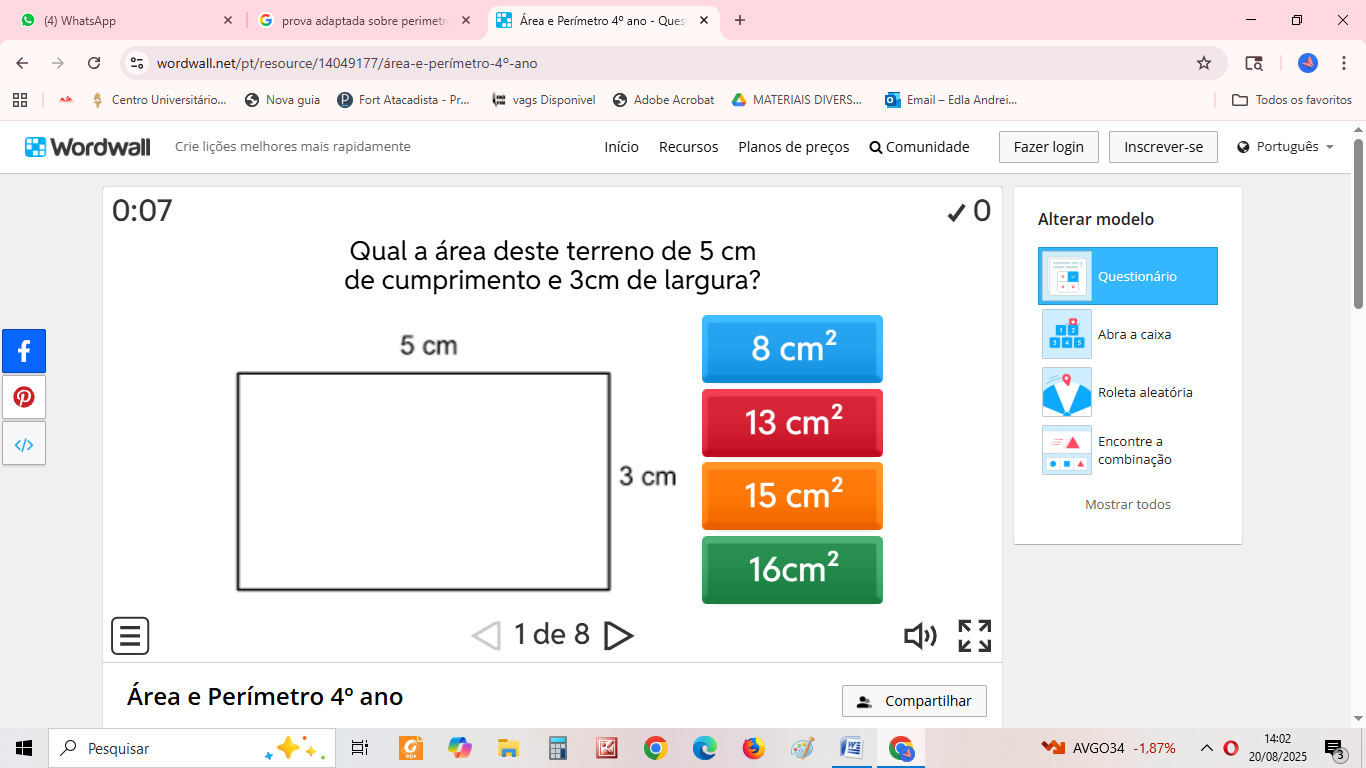 (4) WhatsApp
prova adaptada sobre perimetr
Área e Perímetro 4º ano - Ques
wordwall.net/pt/resource/14049177/área-e-perímetro-4º-ano
Centro Universitário...
Nova guia
Fort Atacadista - Pr...
vags Disponivel
Adobe Acrobat
MATERIAIS DIVERS...
Email – Edla Andrei...
Todos os favoritos
Wordwall
Crie lições melhores mais rapidamente
Início
Recursos
Planos de preços
Comunidade
Fazer login
Inscrever-se
Português
0:07
0
Qual a área deste terreno de 5 cm
de cumprimento e 3cm de largura?
5 cm
3 cm
8 cm²
13 cm²
15 cm²
16cm²
1 de 8
Alterar modelo
Questionário
Abra a caixa
Roleta aleatória
Encontre a
combinação
Mostrar todos
Área e Perímetro 4º ano
Compartilhar
Pesquisar
AVGO34 -1,87%
14:02
20/08/2025
3